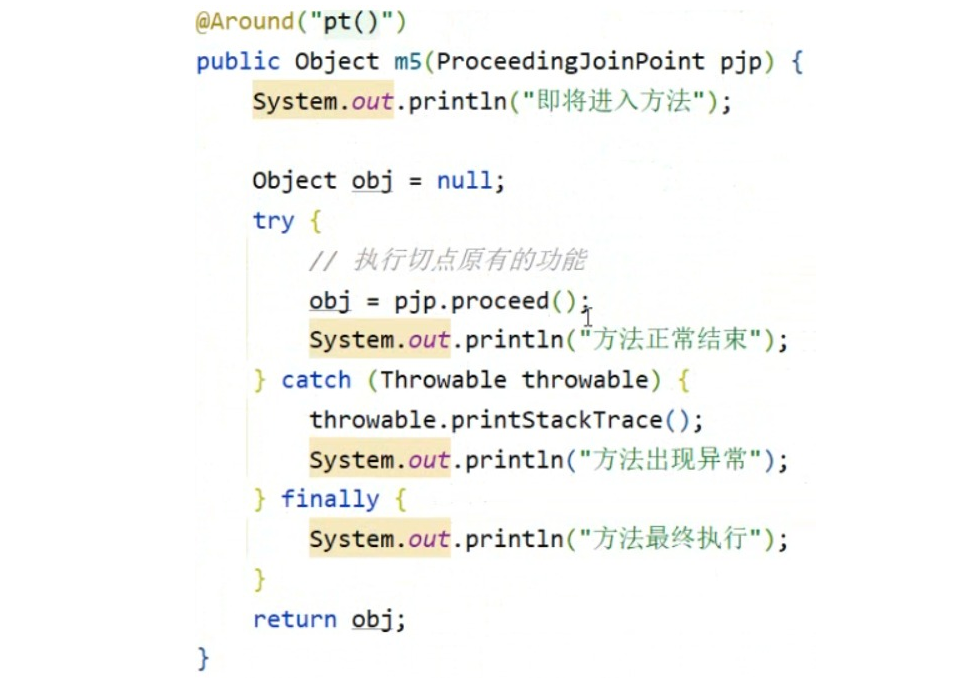 @Around("pt()")
public Object m5(ProceedingJoinPoint pjp) {
System.out.println("即将进入方法");
Object obj = null;
try {
// 执行切点原有的功能
obj = pjp.proceed();
System.out.println("方法正常结束");
} catch (Throwable throwable) {
throwable.printStackTrace();
System.out.println("方法出现异常");
} finally {
System.out.println("方法最终执行");
}
return obj;
}